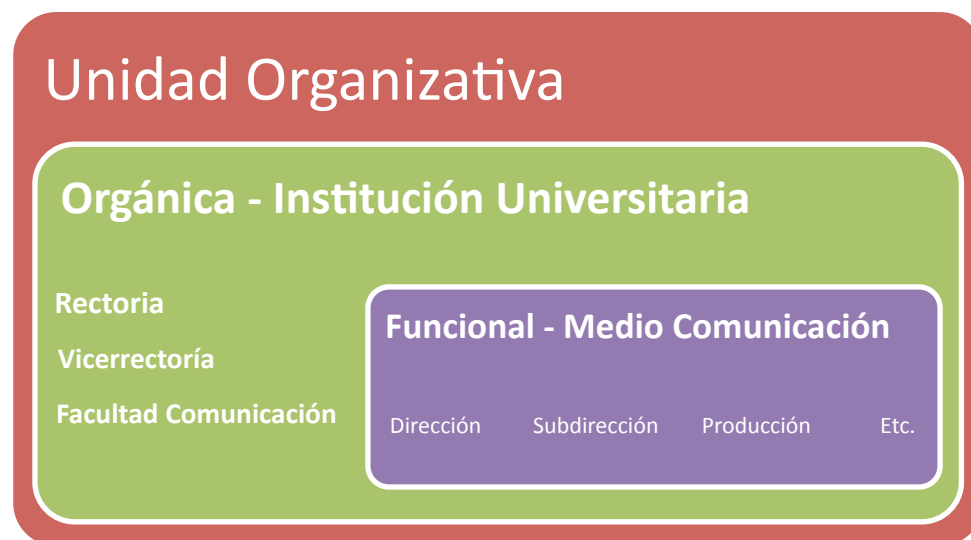 Unidad Organizativa
Orgánica - Institución Universitaria
Rectoria
Vicerrectoría
Facultad Comunicación
Funcional - Medio Comunicación
Dirección Subdirección Producción Etc.